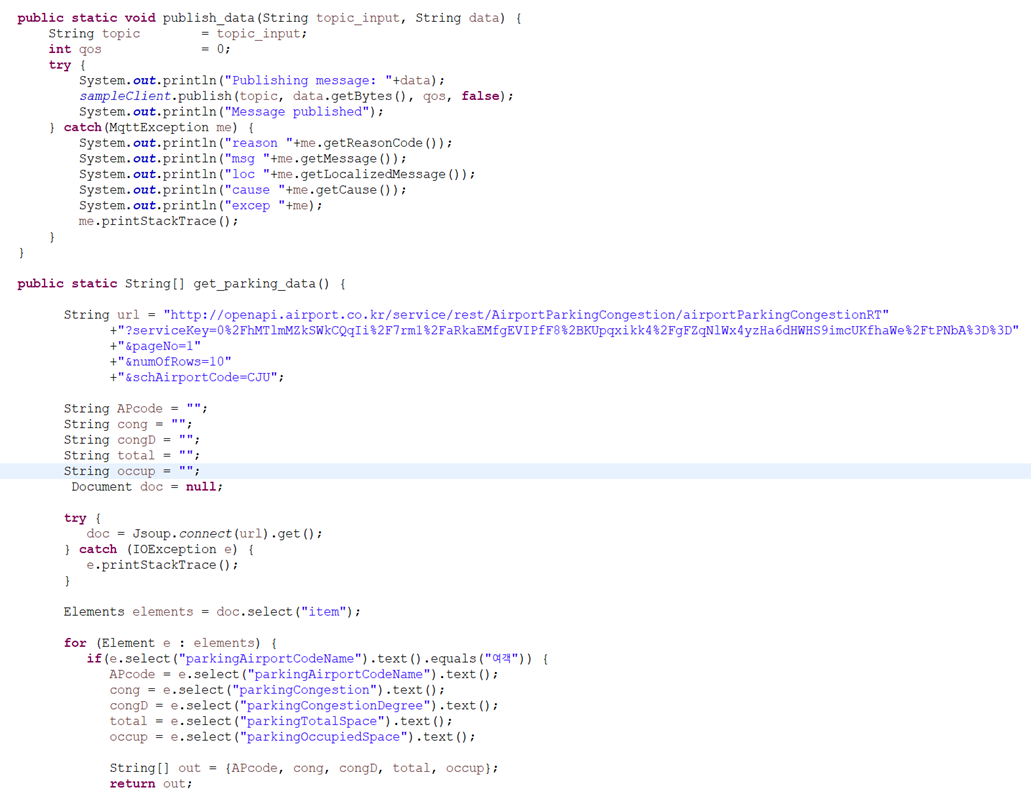 public static void publish_data(String topic_input, String data) {
    String topic        = topic_input;
    int qos             = 0;
    try {
        System.out.println("Publishing message: "+data);
        sampleClient.publish(topic, data.getBytes(), qos, false);
        System.out.println("Message published");
    } catch(MqttException me) {
        System.out.println("reason "+me.getReasonCode());
        System.out.println("msg "+me.getMessage());
        System.out.println("loc "+me.getLocalizedMessage());
        System.out.println("cause "+me.getCause());
        System.out.println("excep "+me);
        me.printStackTrace();
    }
}
public static String[] get_parking_data() {
      String url = "http://openapi.airport.co.kr/service/rest/AirportParkingCongestion/airportParkingCongestionRT"
            +"?serviceKey=0%2FhMTlmMZkSWkCQqIi%2F7rm1%2FaRkaEMfgEVIPfF8%2BKUpqxikk4%2FgFZqNlWx4yzHa6dHWHS9imcUKfhaWe%2FtPNbA%3D%3D"
            +"&pageNo=1"
            +"&numOfRows=10"
            +"&schAirportCode=CJU";
      String APcode = "";
      String cong = "";
      String congD = "";
      String total = "";
      String occup = "";
       Document doc = null;
      try {
         doc = Jsoup.connect(url).get();
      } catch (IOException e) {
         e.printStackTrace();
      }
      Elements elements = doc.select("item");
      for (Element e : elements) {
         if(e.select("parkingAirportCodeName").text().equals("여객")) {
            APcode = e.select("parkingAirportCodeName").text();
            cong = e.select("parkingCongestion").text();
            congD = e.select("parkingCongestionDegree").text();
            total = e.select("parkingTotalSpace").text();
            occup = e.select("parkingOccupiedSpace").text();
            String[] out = {APcode, cong, congD, total, occup};
            return out;